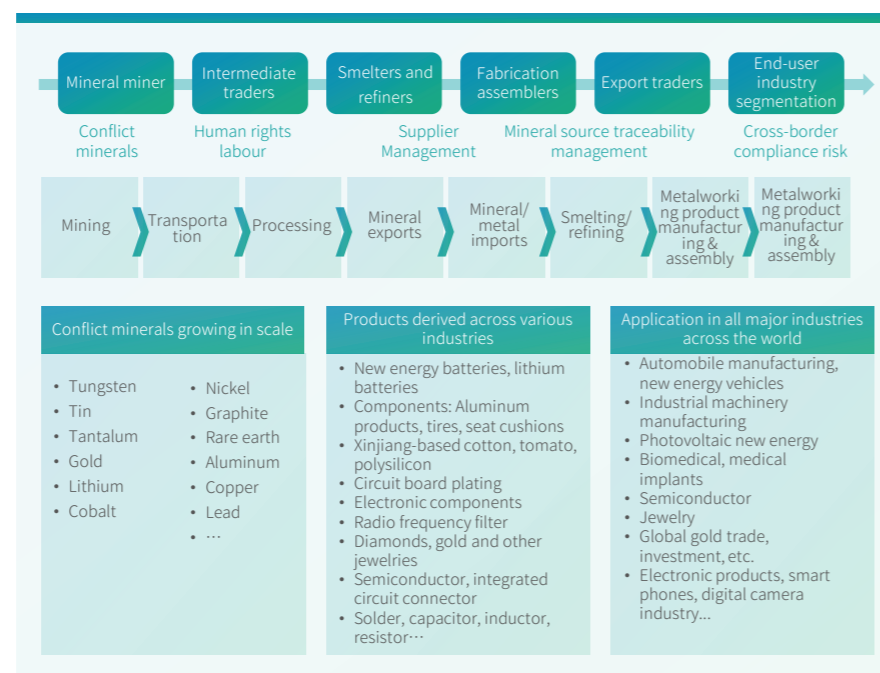 Mineral miner
Intermediate
traders
Smelters and
refiners
Fabrication
assemblers
Export traders
End-user
industry
segmentation
Conflict
minerals
Human rights
labour
Supplier
Management
Mineral source traceability
management
Cross-border
compliance risk
Mining
Transporta
tion
Processing
Mineral
exports
Mineral/
metal
imports
Smelting/
refining
Metalworki
ng product
manufactur
ing &
assembly
Metalworki
ng product
manufactur
ing &
assembly
Conflict minerals growing in scale
• Tungsten
• Tin
• Tantalum
• Gold
• Lithium
• Cobalt
• Nickel
• Graphite
• Rare earth
• Aluminum
• Copper
• Lead
• …
Products derived across various
industries
• New energy batteries, lithium
batteries
• Components: Aluminum
products, tires, seat cushions
• Xinjiang-based cotton, tomato,
polysilicon
• Circuit board plating
• Electronic components
• Radio frequency filter
• Diamonds, gold and other
jewelries
• Semiconductor, integrated
circuit connector
• Solder, capacitor, inductor,
resistor…
Application in all major industries
across the world
• Automobile manufacturing,
new energy vehicles
• Industrial machinery
manufacturing
• Photovoltaic new energy
• Biomedical, medical
implants
• Semiconductor
• Jewelry
• Global gold trade,
investment, etc.
• Electronic products, smart
phones, digital camera
industry...